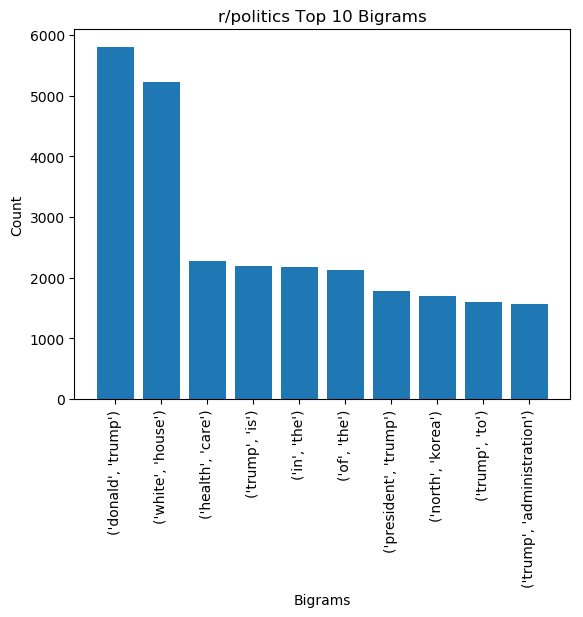 r/politics Top 10 Bigrams
6000
5000
4000
3000
2000
1000
0
Count
('donald', 'trump')
('white', 'house')
('health', 'care')
('trump', 'is')
('in', 'the')
('of', 'the')
('president', 'trump')
('north', 'korea')
('trump', 'to')
('trump', 'administration')
Bigrams